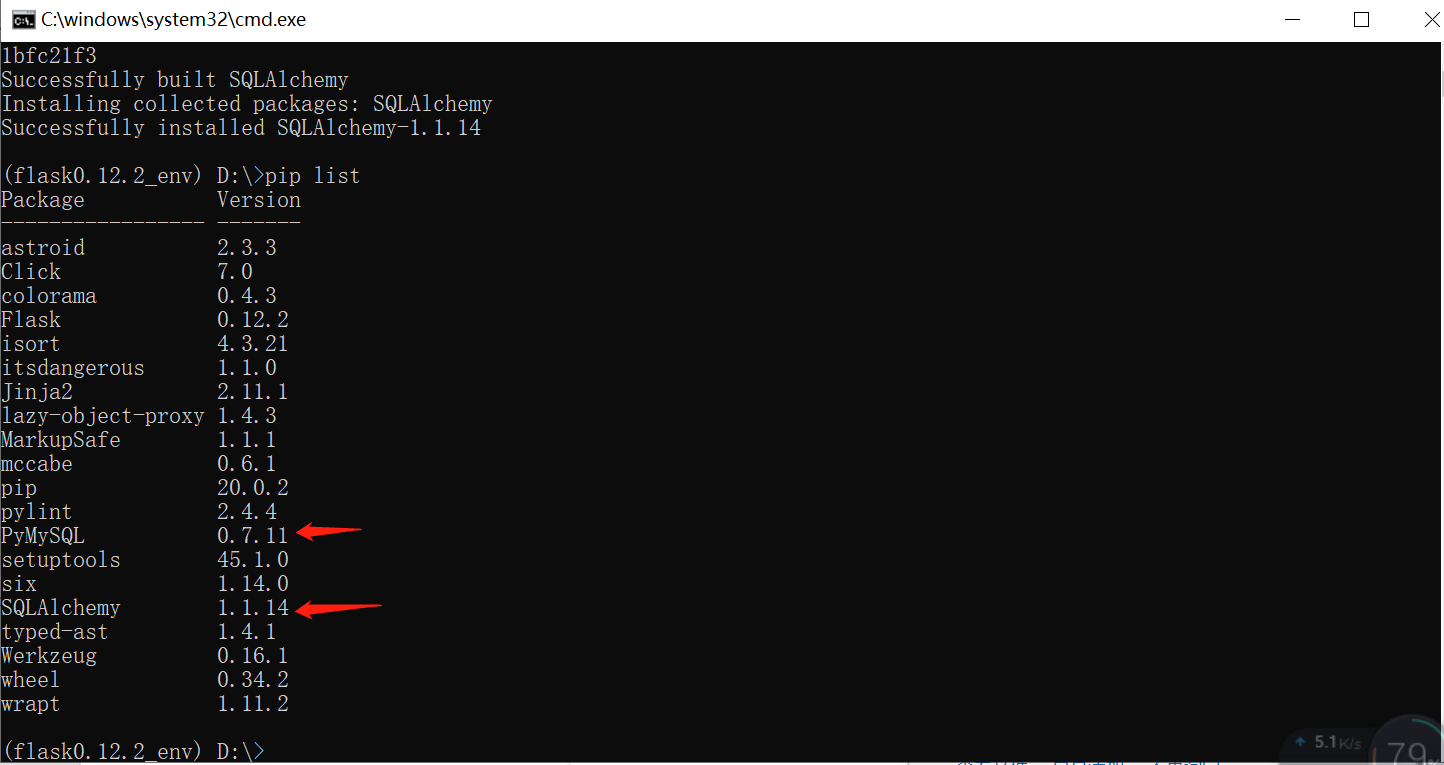 C:\windows\system32\cmd.exe
1bfc21f3
Successfully built SQLAlchemy
Installing collected packages: SQLAlchemy
Successfully installed SQLAlchemy-1.1.14
(flask0.12.2_env) D:\>pip list
Package           Version
----------------- -------
astroid           2.3.3
Click             7.0
colorama          0.4.3
Flask             0.12.2
isort             4.3.21
itsdangerous      1.1.0
Jinja2            2.11.1
lazy-object-proxy 1.4.3
MarkupSafe        1.1.1
mccabe            0.6.1
pip               20.0.2
pylint            2.4.4
PyMySQL           0.7.11
setuptools        45.1.0
six               1.14.0
SQLAlchemy        1.1.14
typed-ast         1.4.1
Werkzeug          0.16.1
wheel             0.34.2
wrapt             1.11.2
(flask0.12.2_env) D:\>
5.1K/s
79